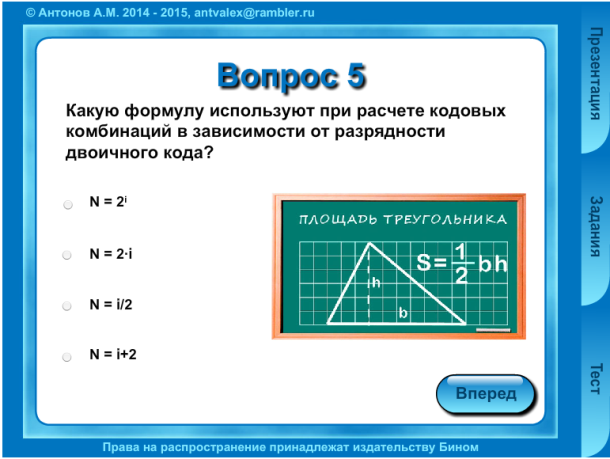 © Антонов А.М. 2014 - 2015, antvalex@rambler.ru
Вопрос 5
Какую формулу используют при расчете кодовых
комбинаций в зависимости от разрядности
двоичного кода?
N = 2ⁱ
N = 2·i
N = i/2
N = i+2
ПЛОЩАДЬ ТРЕУГОЛЬНИКА
S = 1/2 bh
h
b
Вперед
Презентация
Задания
Тест
Права на распространение принадлежат издательству Бином